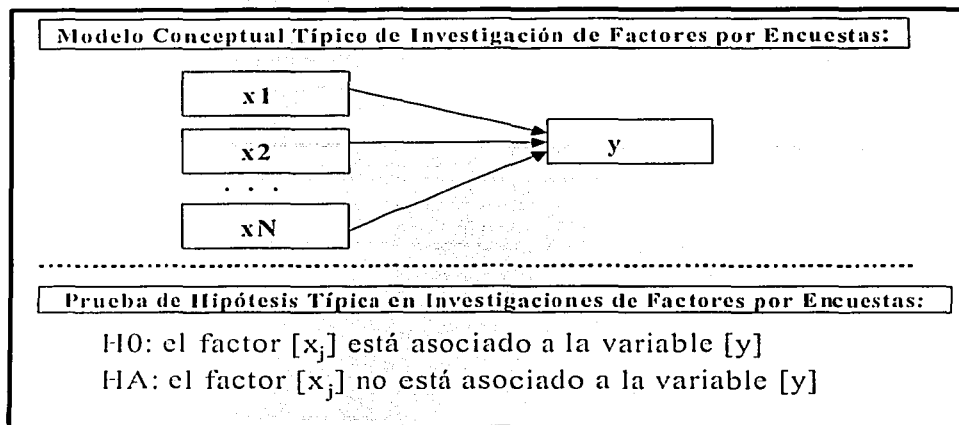 Modelo Conceptual Típico de Investigación de Factores por Encuestas:
x1
x2
y
. . .
xN
Prueba de Hipótesis Típica en Investigaciones de Factores por Encuestas:
H0: el factor [xj] está asociado a la variable [y]
HA: el factor [xj] no está asociado a la variable [y]